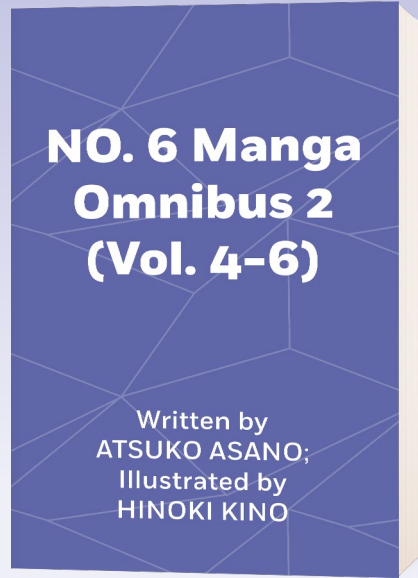 NO. 6 Manga
Omnibus 2
(Vol. 4-6)
Written by
ATSUKO ASANO;
Illustrated by
HINOKI KINO